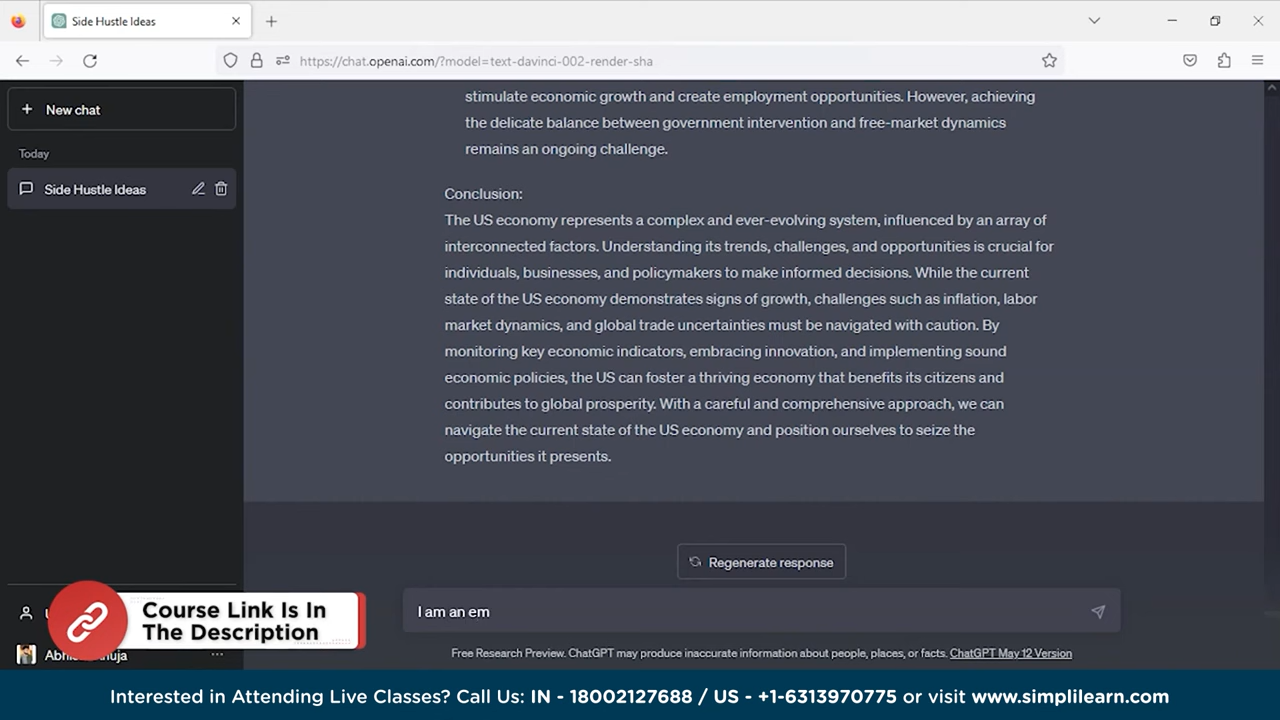 Side Hustle Ideas
https://chat.openai.com/?model=text-davinci-002-render-sha
New chat
Today
Side Hustle Ideas
stimulate economic growth and create employment opportunities. However, achieving
the delicate balance between government intervention and free-market dynamics
remains an ongoing challenge.
Conclusion:
The US economy represents a complex and ever-evolving system, influenced by an array of
interconnected factors. Understanding its trends, challenges, and opportunities is crucial for
individuals, businesses, and policymakers to make informed decisions. While the current
state of the US economy demonstrates signs of growth, challenges such as inflation, labor
market dynamics, and global trade uncertainties must be navigated with caution. By
monitoring key economic indicators, embracing innovation, and implementing sound
economic policies, the US can foster a thriving economy that benefits its citizens and
contributes to global prosperity. With a careful and comprehensive approach, we can
navigate the current state of the US economy and position ourselves to seize the
opportunities it presents.
Regenerate response
I am an em
Course Link Is In
The Description
Free Research Preview. ChatGPT may produce inaccurate information about people, places, or facts. ChatGPT May 12 Version
Interested in Attending Live Classes? Call Us: IN - 18002127688 / US - +1-6313970775 or visit www.simplilearn.com